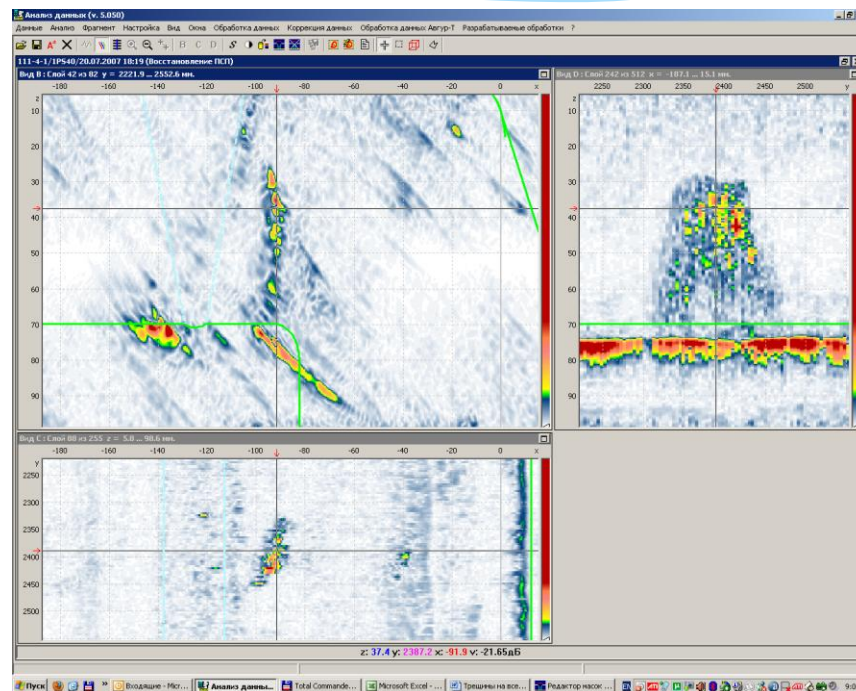 Анализ данных (v. 5.050)
Данные Анализ Фрагмент Настройка Вид Окна Обработка данных Коррекция данных Обработка данных Авгур-Т Разрабатываемые обработки ?
B C D S
111-4-1/1PS40/20.07.2007 18:19 (Восстановление ПСП)
Вид B : Слой 42 из 82 y = 2221.9 ... 2552.6 мм.
z -180 -160 -140 -120 -100 -80 -60 -40 -20 0 x
10
20
30
40
50
60
70
80
90
Вид D : Слой 242 из 512 x = -187.1 ... 15.1 мм.
z 2250 2300 2350 2400 2450 2500 y
10
20
30
40
50
60
70
80
90
Вид C : Слой 88 из 255 z = 5.0 ... 98.6 мм.
y -180 -160 -140 -120 -100 -80 -60 -40 -20 0 x
2250
2300
2350
2400
2450
2500
z: 37.4 y: 2387.2 x: -91.9 v: -21.65дБ
Пуск Входящие - Micr... Анализ данны... Total Commande... Microsoft Excel - ... Трещины на все... Редактор масок ... EN